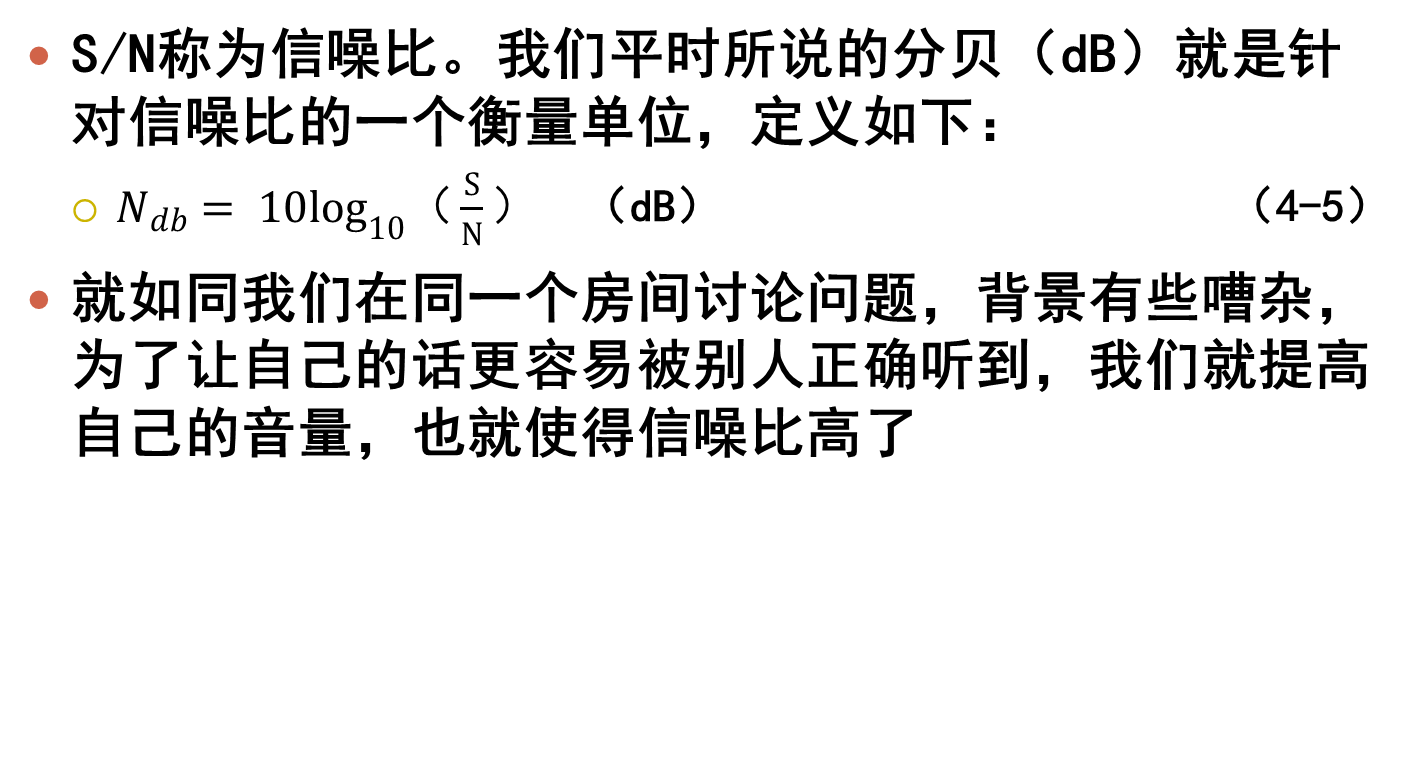 • S/N称为信噪比。我们平时所说的分贝（dB）就是针
对信噪比的一个衡量单位，定义如下：
○ N_{db} = 10log_{10}（S/N） （dB） （4-5）
• 就如同我们在同一个房间讨论问题，背景有些嘈杂，
为了让自己的话更容易被别人正确听到，我们就提高
自己的音量，也就使得信噪比高了